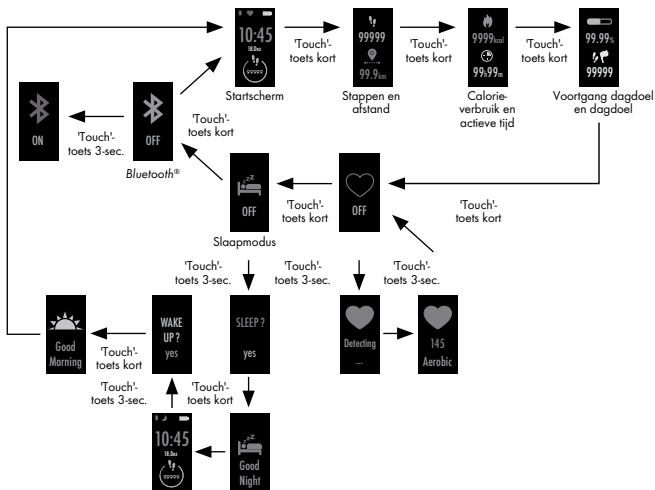 10:45
18.Dez
99999
Startscherm
'Touch'-
toets kort
99999
99.9km
Stappen en
afstand
'Touch'-
toets kort
9999kcal
99h99m
Calorie-
verbruik en
actieve tijd
'Touch'-
toets kort
99.99%
99999
Voortgang dagdoel
en dagdoel
'Touch'-
toets kort
OFF
'Touch'-
toets kort
OFF
Slaapmodus
'Touch'-
toets kort
OFF
Bluetooth®
'Touch'-
toets 3-sec.
ON
'Touch'-
toets 3-sec.
'Touch'-
toets 3-sec.
'Touch'-
toets 3-sec.
Detecting
...
145
Aerobic
SLEEP ?
yes
'Touch'-
toets kort
zZZ
Good
Night
10:45
18.Dez
99999
'Touch'-
toets 3-sec.
WAKE
UP ?
yes
'Touch'-
toets kort
Good
Morning